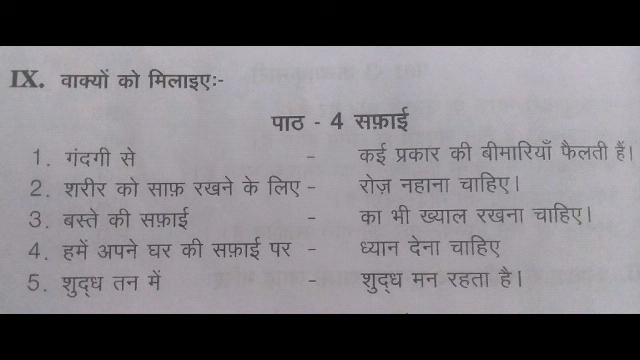 IX. वाक्यों को मिलाइए:-
पाठ - 4 सफ़ाई
1. गंदगी से - कई प्रकार की बीमारियाँ फैलती हैं।
2. शरीर को साफ़ रखने के लिए - रोज़ नहाना चाहिए।
3. बस्ते की सफ़ाई - का भी ख्याल रखना चाहिए।
4. हमें अपने घर की सफ़ाई पर - ध्यान देना चाहिए
5. शुद्ध तन में - शुद्ध मन रहता है।